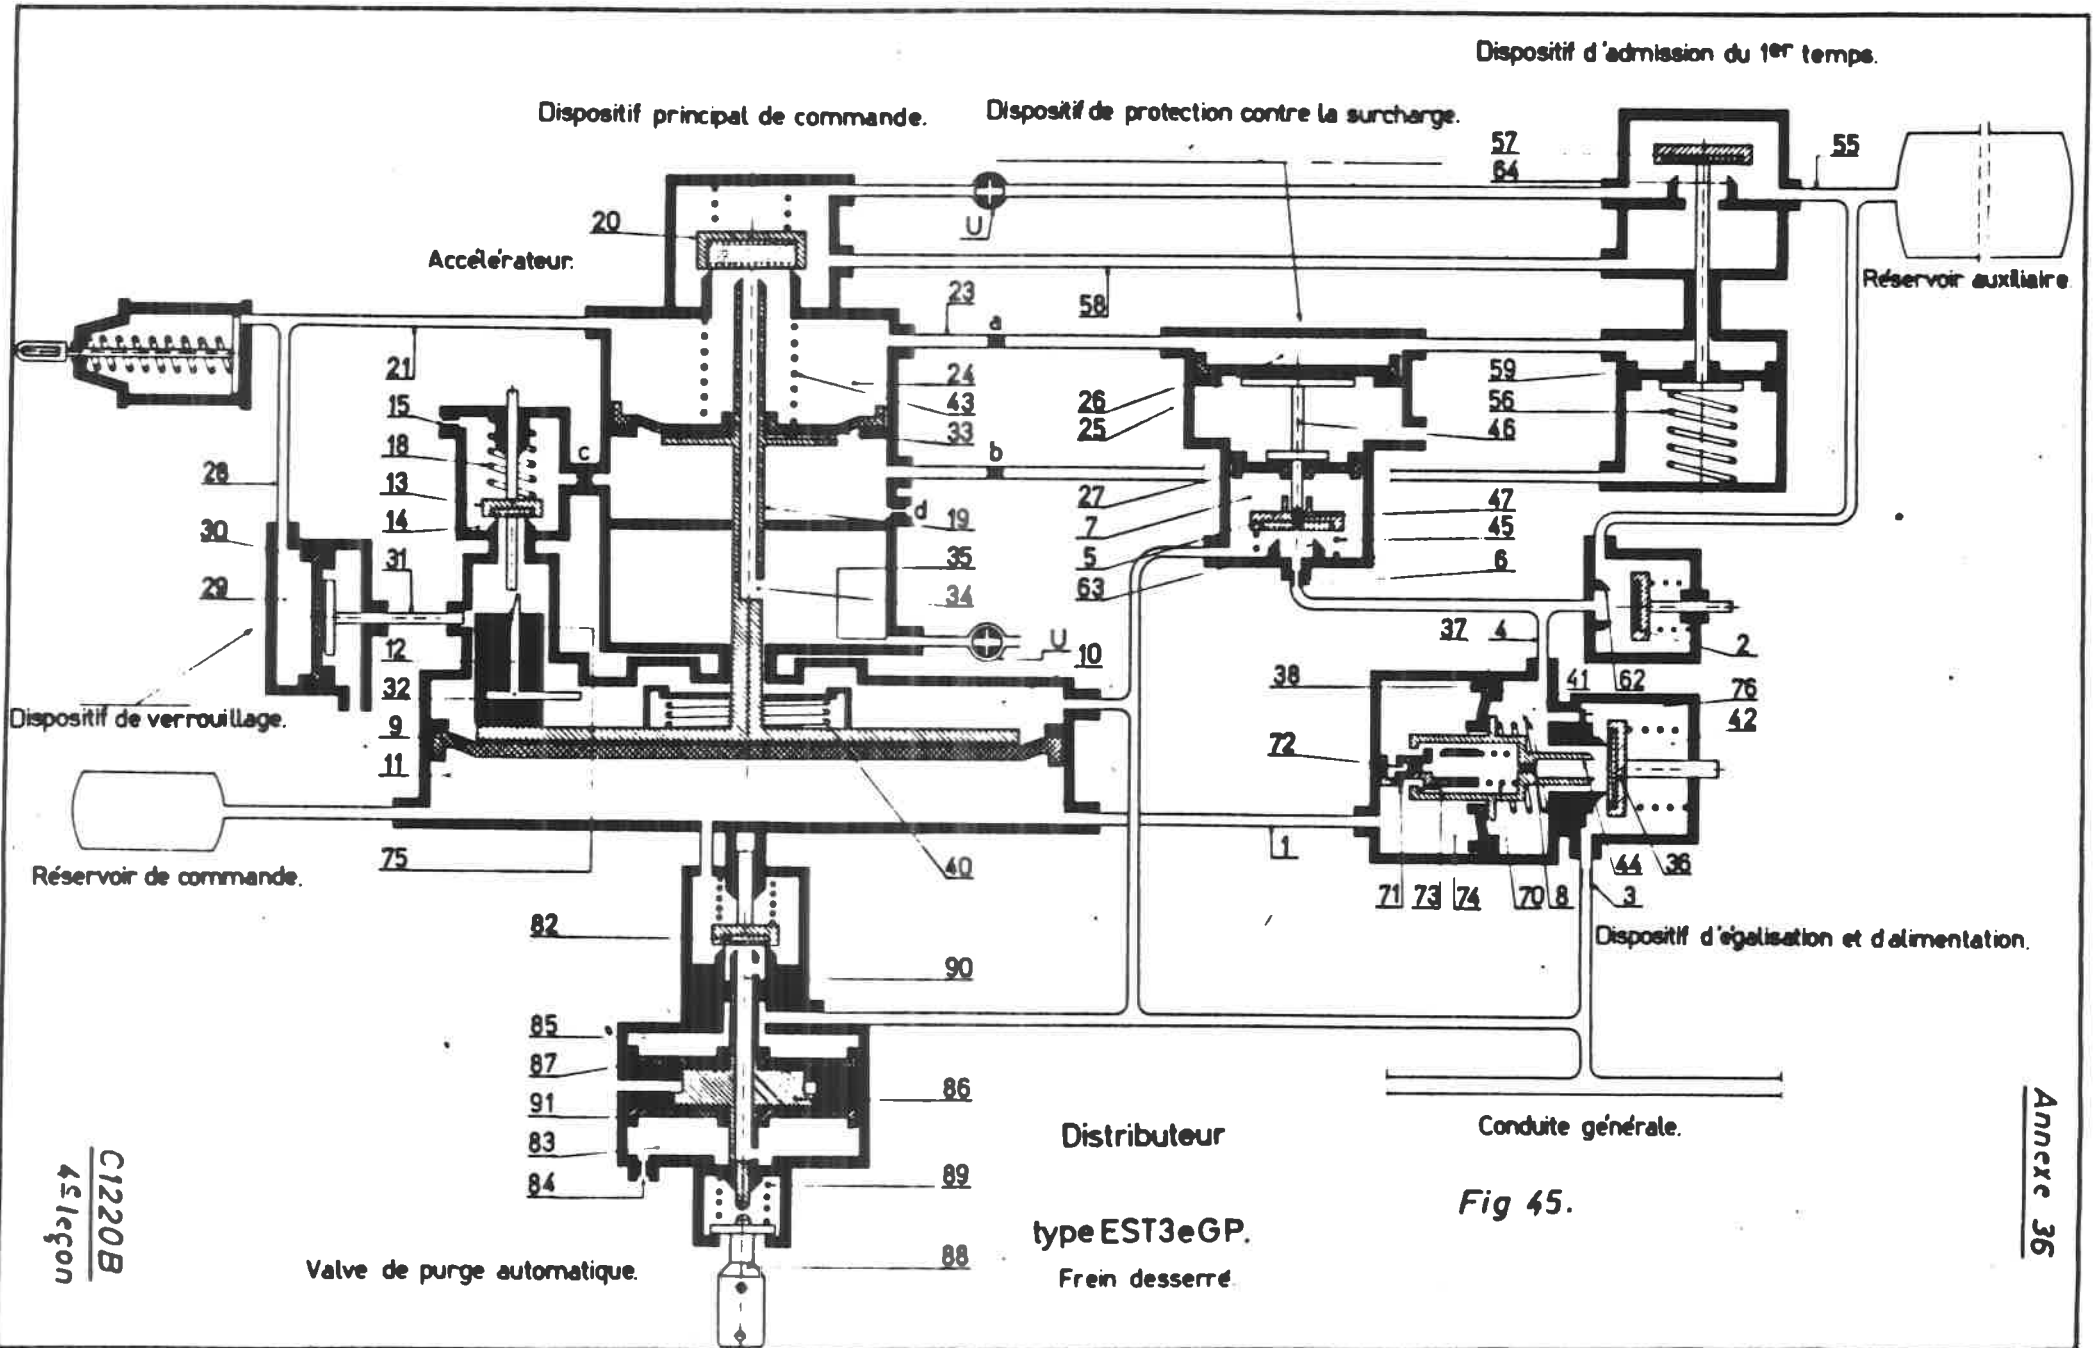 Dispositif d'admission du 1er temps.
Dispositif principal de commande.
Dispositif de protection contre la surcharge.
57
64
55
20
U
Accélérateur.
Réservoir auxiliaire
23
a
58
21
24
43
33
26
25
59
56
46
15
18
13
14
c
b
d
28
30
29
31
19
35
34
27
7
5
63
47
45
6
U
10
37
4
2
12
32
9
11
38
41
62
76
42
72
Dispositif de verrouillage.
75
40
1
71
73
74
70
8
3
44
36
Réservoir de commande.
Dispositif d'égalisation et d'alimentation.
82
90
85
87
91
83
84
86
89
88
Conduite générale.
Distributeur
type EST3eGP.
Frein desserré
Fig 45.
Valve de purge automatique.
C1220B
4e leçon
Annexe 36